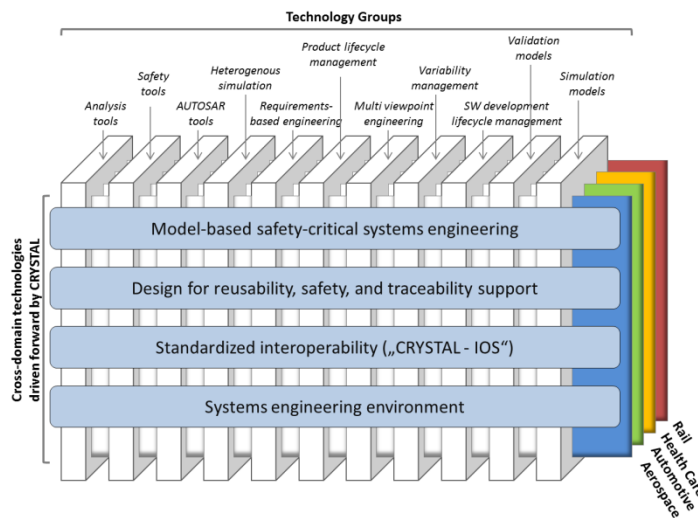 Technology Groups
Analysis
tools
Safety
tools
AUTOSAR
tools
Heterogenous
simulation
Requirements-
based engineering
Product lifecycle
management
Multi viewpoint
engineering
Variability
management
SW development
lifecycle management
Validation
models
Simulation
models
Cross-domain technologies
driven forward by CRYSTAL
Model-based safety-critical systems engineering
Design for reusability, safety, and traceability support
Standardized interoperability („CRYSTAL - IOS“)
Systems engineering environment
Rail
Health Care
Automotive
Aerospace